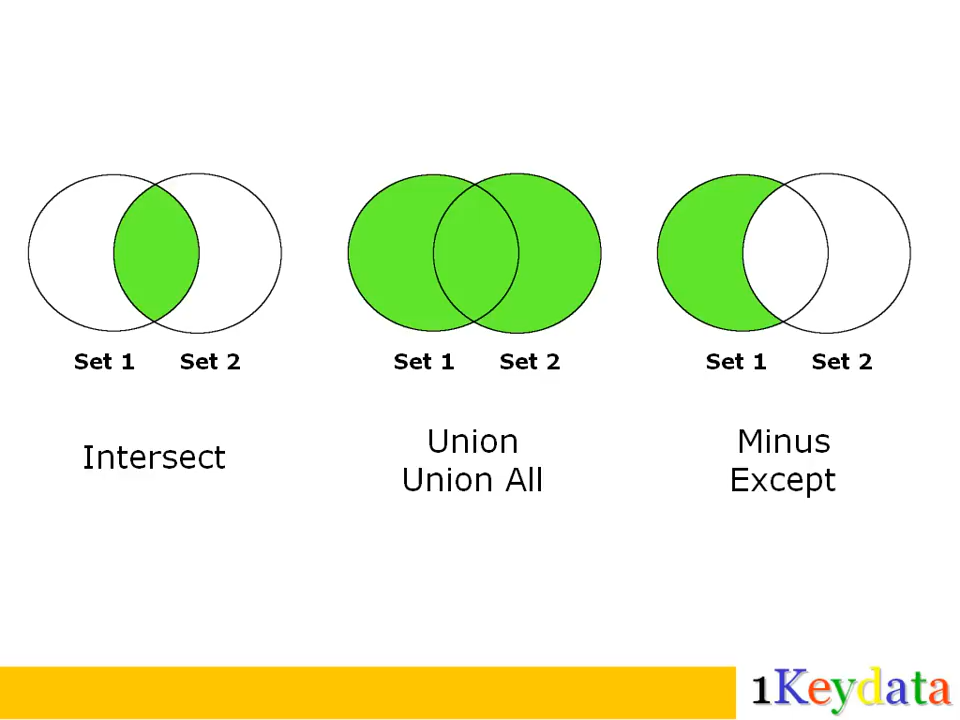 Set 1 Set 2
Set 1 Set 2
Set 1 Set 2
Intersect
Union
Union All
Minus
Except
1Keydata